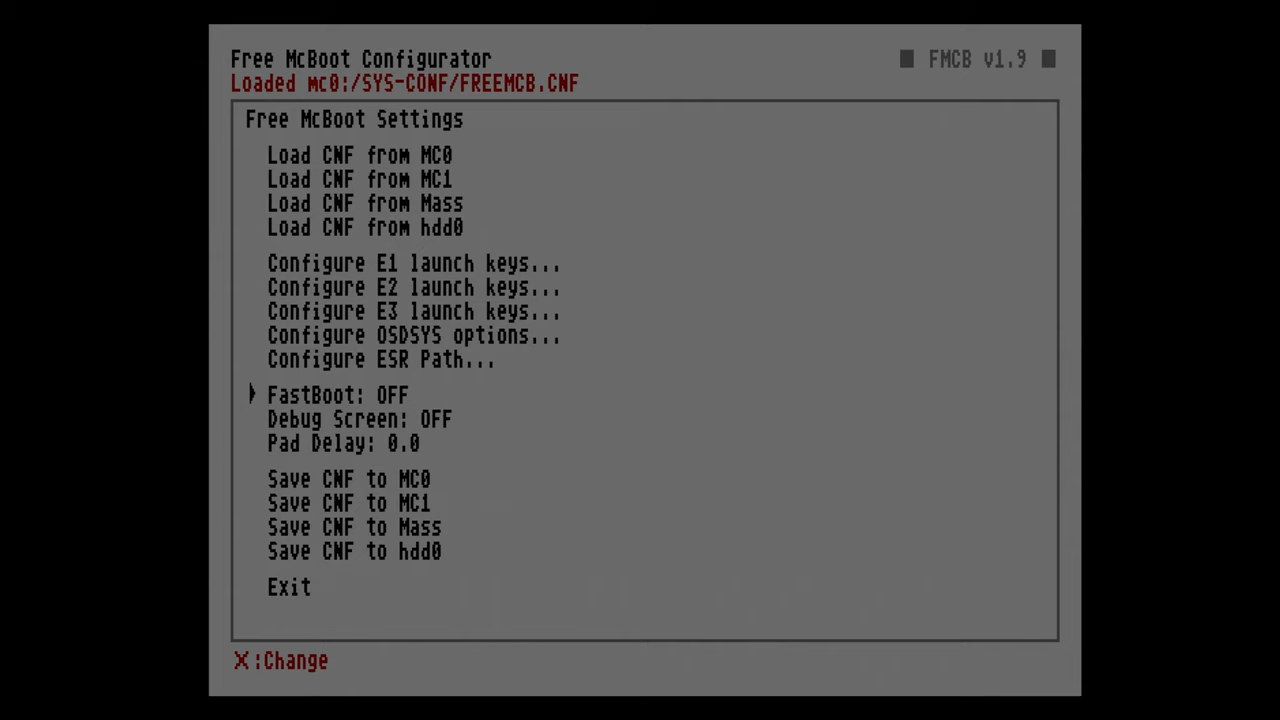 Free McBoot Configurator
■ FMCB v1.9 ■
Loaded mc0:/SYS-CONF/FREEMCB.CNF
Free McBoot Settings
Load CNF from MC0
Load CNF from MC1
Load CNF from Mass
Load CNF from hdd0
Configure E1 launch keys...
Configure E2 launch keys...
Configure E3 launch keys...
Configure OSDSYS options...
Configure ESR Path...
FastBoot: OFF
Debug Screen: OFF
Pad Delay: 0.0
Save CNF to MC0
Save CNF to MC1
Save CNF to Mass
Save CNF to hdd0
Exit
X:Change